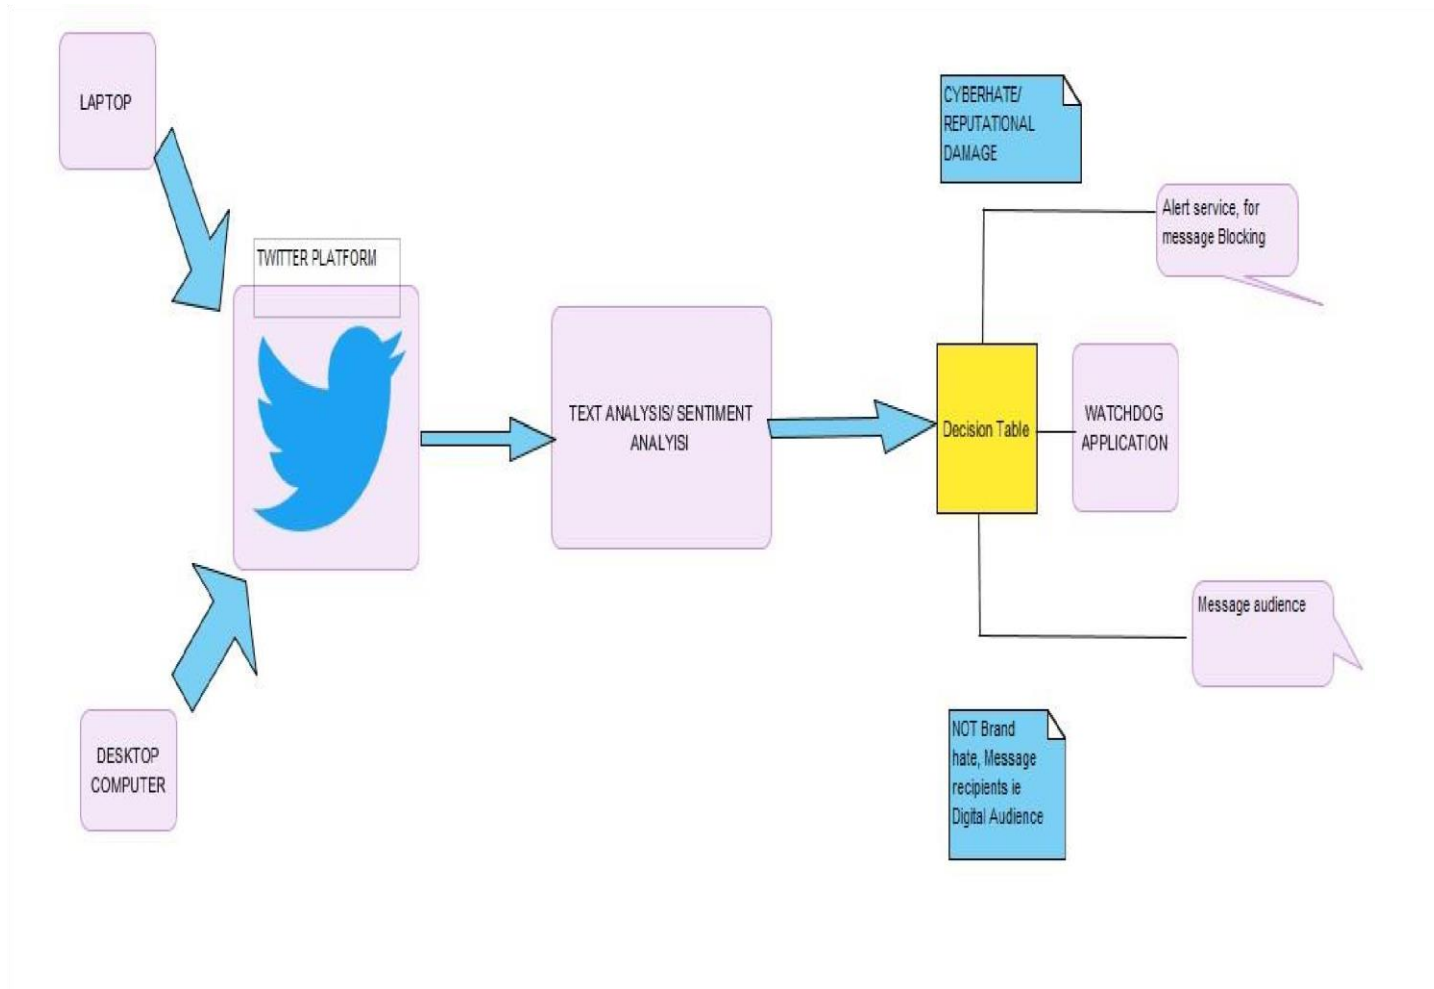 LAPTOP
TWITTER PLATFORM
DESKTOP
COMPUTER
TEXT ANALYSIS/ SENTIMENT
ANALYISI
CYBERHATE/
REPUTATIONAL
DAMAGE
Alert service, for
message Blocking
Decision Table
WATCHDOG
APPLICATION
Message audience
NOT Brand
hate, Message
recipients ie
Digital Audience